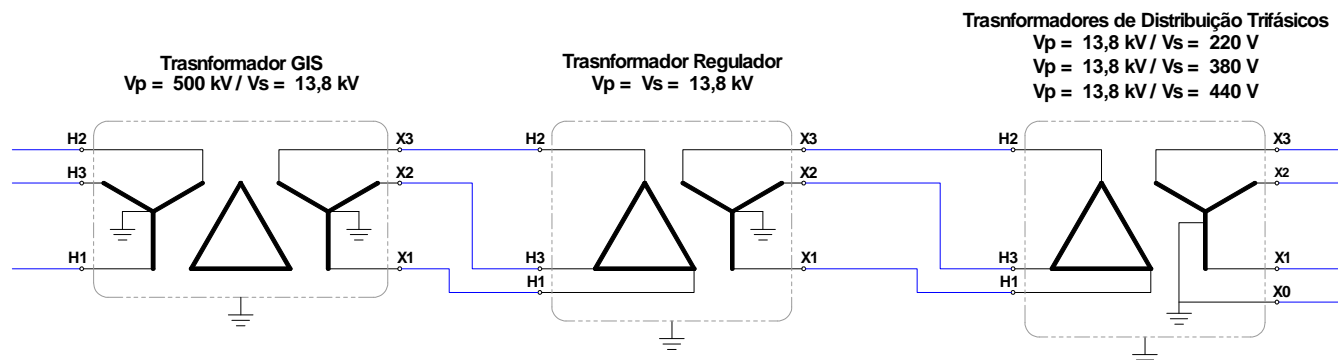 Trasnformadores de Distribuição Trifásicos
Vp = 13,8 kV / Vs = 220 V
Vp = 13,8 kV / Vs = 380 V
Vp = 13,8 kV / Vs = 440 V
Trasnformador GIS
Vp = 500 kV / Vs = 13,8 kV
Trasnformador Regulador
Vp = Vs = 13,8 kV
H2 X3 H2 X3 H2 X3
H3 X2 X2 X2
H1 X1 H3 X1 H3 X1
H1 H1 X0